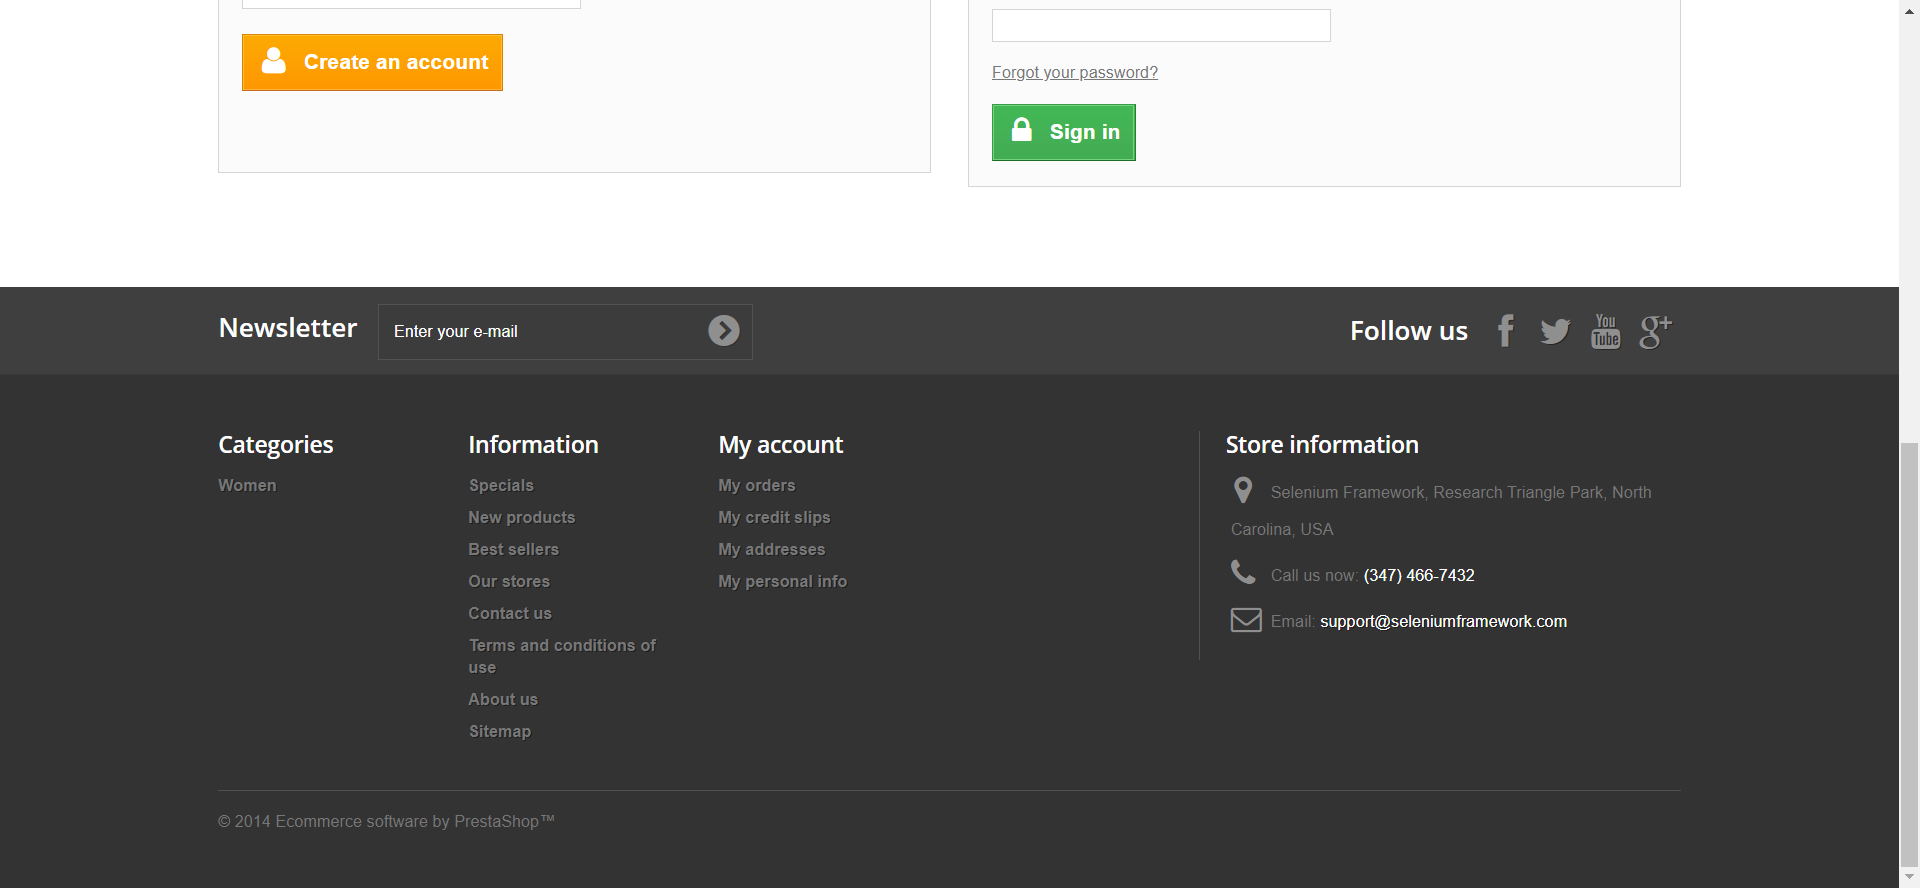 Create an account
Forgot your password?
Sign in
Newsletter
Enter your e-mail
Follow us
You
Tube
g+
Categories
Women
Information
Specials
New products
Best sellers
Our stores
Contact us
Terms and conditions of
use
About us
Sitemap
My account
My orders
My credit slips
My addresses
My personal info
Store information
Selenium Framework, Research Triangle Park, North
Carolina, USA
Call us now: (347) 466-7432
Email: support@seleniumframework.com
© 2014 Ecommerce software by PrestaShop™